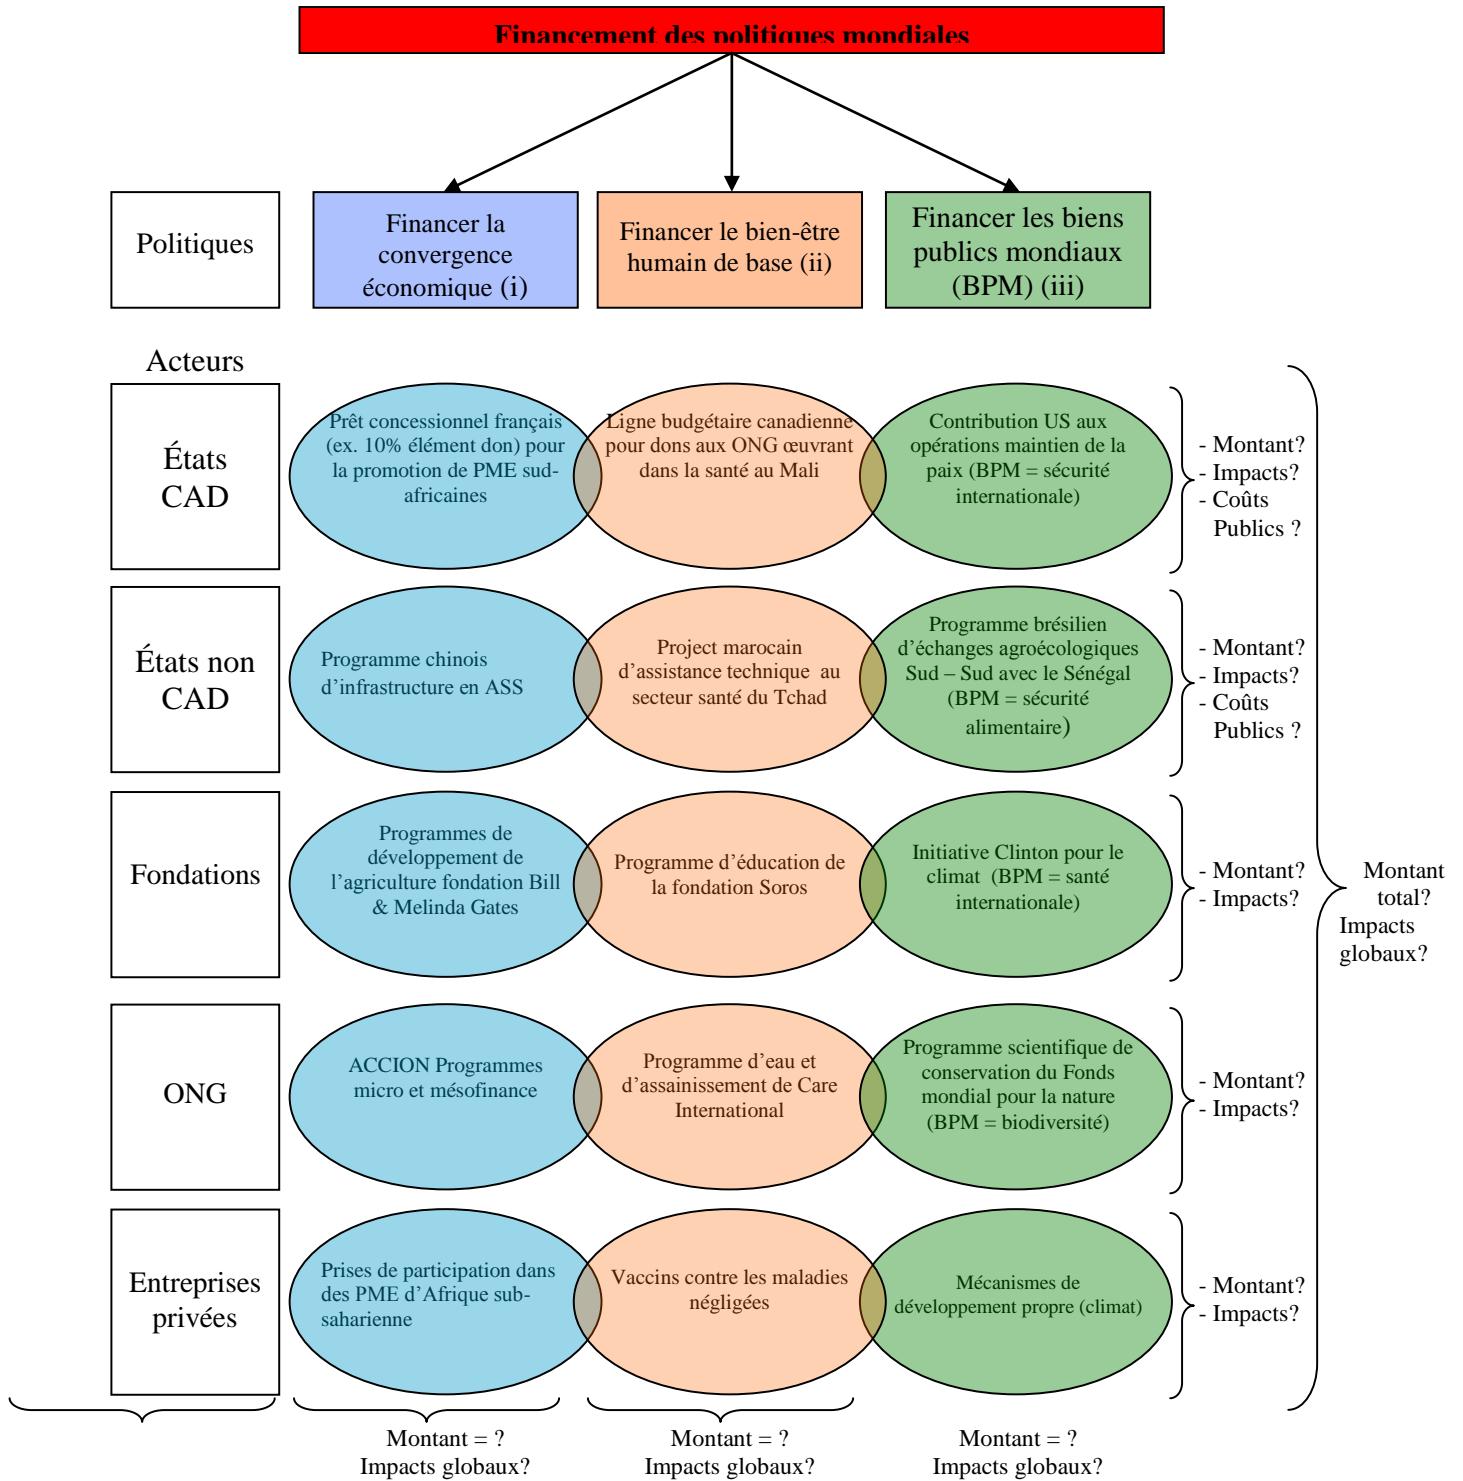 Financement des politiques mondiales
Politiques
Financer la
convergence
économique (i)
Financer le bien-être
humain de base (ii)
Financer les biens
publics mondiaux
(BPM) (iii)
Acteurs
États
CAD
Prêt concessionnel français
(ex. 10% élément don) pour
la promotion de PME sud-
africaines
Ligne budgétaire canadienne
pour dons aux ONG œuvrant
dans la santé au Mali
Contribution US aux
opérations maintien de la
paix (BPM = sécurité
internationale)
- Montant?
- Impacts?
- Coûts
Publics ?
États non
CAD
Programme chinois
d’infrastructure en ASS
Project marocain
d’assistance technique au
secteur santé du Tchad
Programme brésilien
d’échanges agroécologiques
Sud – Sud avec le Sénégal
(BPM = sécurité
alimentaire)
- Montant?
- Impacts?
- Coûts
Publics ?
Fondations
Programmes de
développement de
l’agriculture fondation Bill
& Melinda Gates
Programme d’éducation de
la fondation Soros
Initiative Clinton pour le
climat (BPM = santé
internationale)
- Montant?
- Impacts?
Montant
total?
Impacts
globaux?
ONG
ACCION Programmes
micro et mésofinance
Programme d’eau et
d’assainissement de Care
International
Programme scientifique de
conservation du Fonds
mondial pour la nature
(BPM = biodiversité)
- Montant?
- Impacts?
Entreprises
privées
Prises de participation dans
des PME d’Afrique sub-
saharienne
Vaccins contre les maladies
négligées
Mécanismes de
développement propre (climat)
- Montant?
- Impacts?
Montant = ?
Impacts globaux?
Montant = ?
Impacts globaux?
Montant = ?
Impacts globaux?